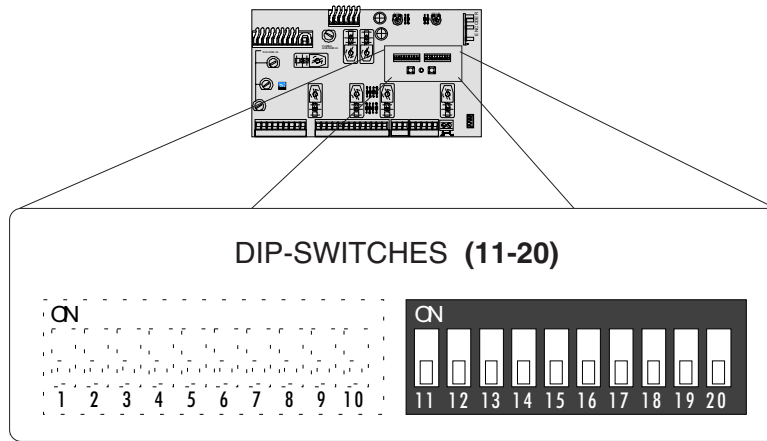 ENCODER
DIP-SWITCHES (11-20)
ON
1 2 3 4 5 6 7 8 9 10
ON
11 12 13 14 15 16 17 18 19 20